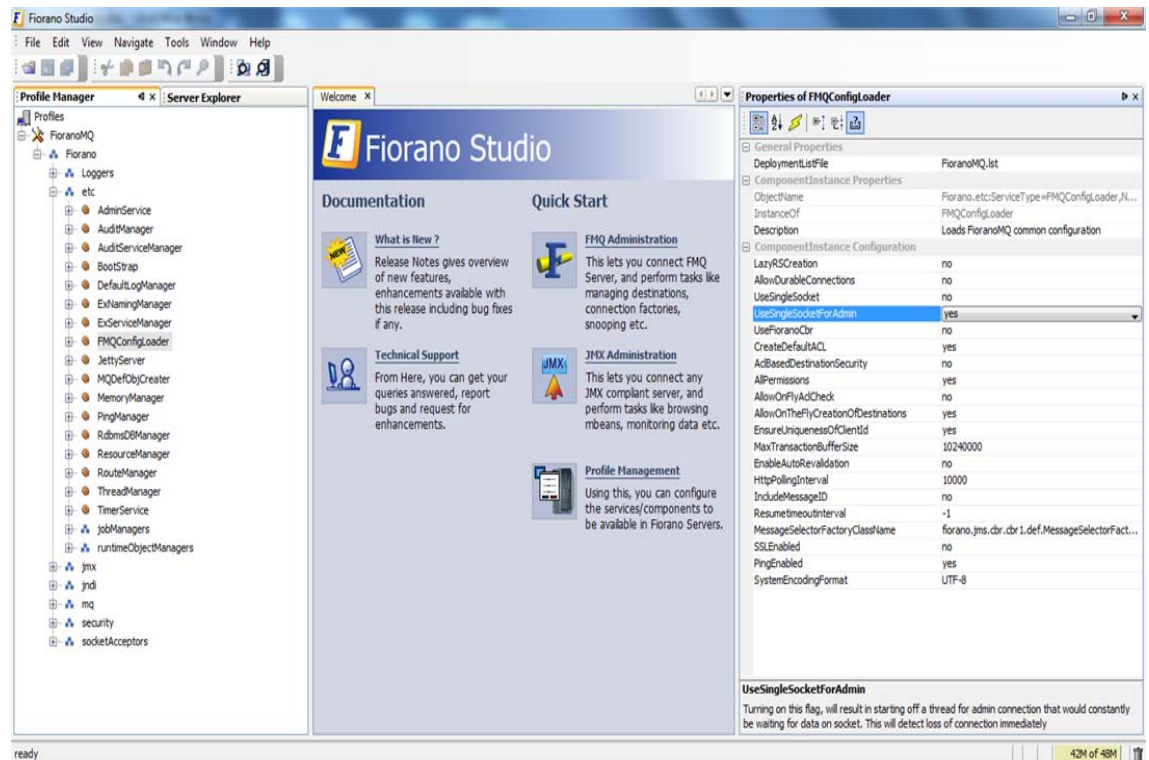 Fiorano Studio
File Edit View Navigate Tools Window Help
Profile Manager
Server Explorer
Profiles
FioranoMQ
Fiorano
Loggers
etc
AdminService
AuditManager
AuditServiceManager
BootStrap
DefaultLogManager
ExNamingManager
ExServiceManager
FMQConfigLoader
JettyServer
MQDefObjCreater
MemoryManager
PingManager
RdbmsDBManager
ResourceManager
RouteManager
ThreadManager
TimerService
jobManagers
runtimeObjectManagers
jmx
jndi
mq
security
socketAcceptors
Welcome
Fiorano Studio
Documentation
What is New ?
Release Notes gives overview
of new features,
enhancements available with
this release including bug fixes
if any.
Technical Support
From Here, you can get your
queries answered, report
bugs and request for
enhancements.
Quick Start
FMQ Administration
This lets you connect FMQ
Server, and perform tasks like
managing destinations,
connection factories,
snooping etc.
JMX
JMX Administration
This lets you connect any
JMX compliant server, and
perform tasks like browsing
mbeans, monitoring data etc.
Profile Management
Using this, you can configure
the services/components to
be available in Fiorano Servers.
Properties of FMQConfigLoader
General Properties
DeploymentListFile FioranoMQ.lst
ComponentInstance Properties
ObjectName Fiorano.etc:ServiceType=FMQConfigLoader,N...
InstanceOf FMQConfigLoader
Description Loads FioranoMQ common configuration
ComponentInstance Configuration
LazyRSCreation no
AllowDurableConnections no
UseSingleSocket no
UseSingleSocketForAdmin yes
UseFioranoCbr no
CreateDefaultACL yes
AclBasedDestinationSecurity no
AllPermissions yes
AllowOnFlyAclCheck no
AllowOnTheFlyCreationOfDestinations yes
EnsureUniquenessOfClientId yes
MaxTransactionBufferSize 10240000
EnableAutoRevalidation no
HttpPollingInterval 10000
IncludeMessageID no
Resumetimeoutinterval -1
MessageSelectorFactoryClassName fiorano.jms.cbr.cbr1.def.MessageSelectorFact...
SSLEnabled no
PingEnabled yes
SystemEncodingFormat UTF-8
UseSingleSocketForAdmin
Turning on this flag, will result in starting off a thread for admin connection that would constantly
be waiting for data on socket. This will detect loss of connection immediately
ready
42M of 48M